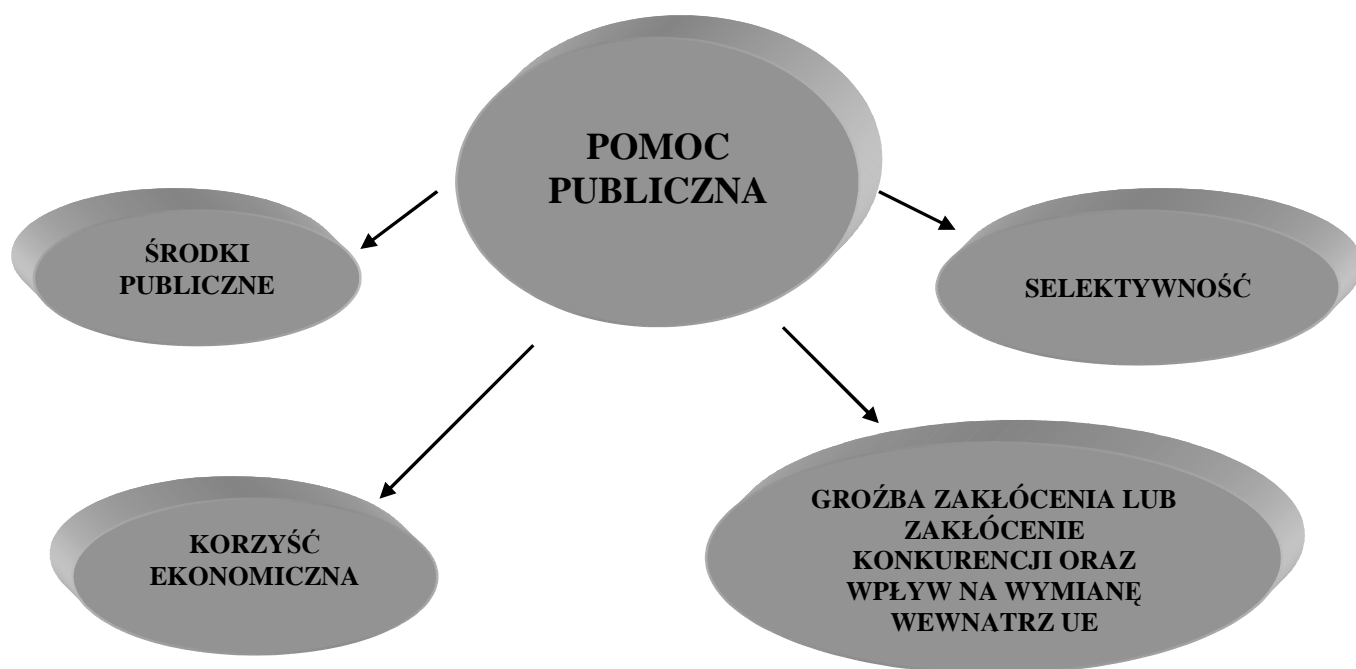 POMOC
PUBLICZNA
ŚRODKI
PUBLICZNE
SELEKTYWNOŚĆ
KORZYŚĆ
EKONOMICZNA
GROŹBA ZAKŁÓCENIA LUB
ZAKŁÓCENIE
KONKURENCJI ORAZ
WPŁYW NA WYMIANĘ
WEWNATRZ UE